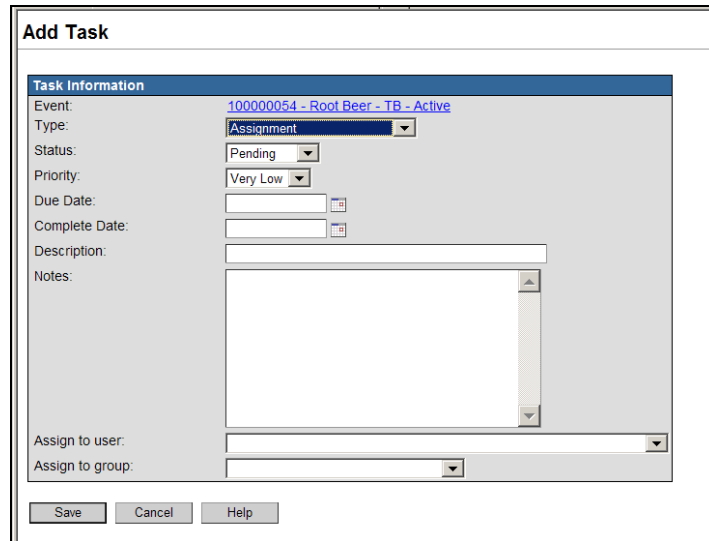 Add Task
Task Information
Event: 100000054 - Root Beer - TB - Active
Type: Assignment
Status: Pending
Priority: Very Low
Due Date:
Complete Date:
Description:
Notes:
Assign to user:
Assign to group:
Save Cancel Help